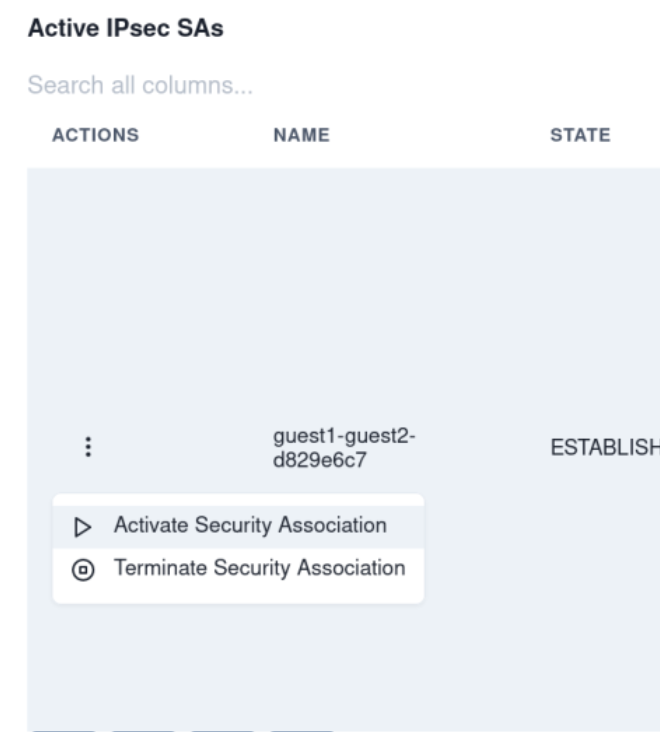 Active IPsec SAs
Search all columns...
ACTIONS NAME STATE
guest1-guest2-
d829e6c7
ESTABLISH
Activate Security Association
Terminate Security Association